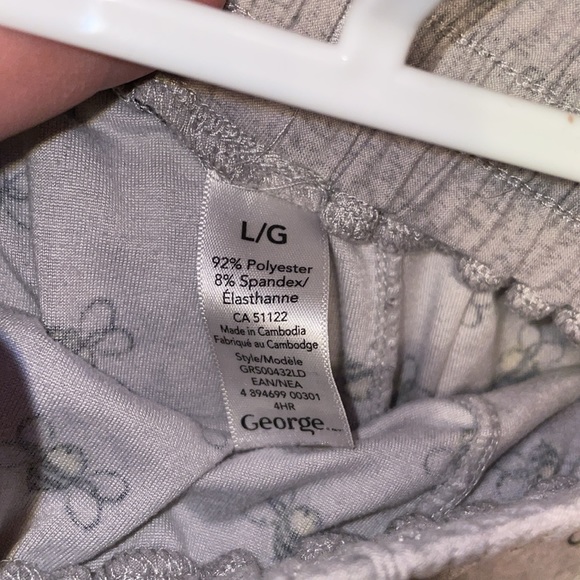 L/G
92% Polyester
8% Spandex/
Élasthanne
CA 51122
Made in Cambodia
Fabriqué au Cambodge
Style/Modèle
GRS00432LD
EAN/NEA
4 894699 00301
4HR
George